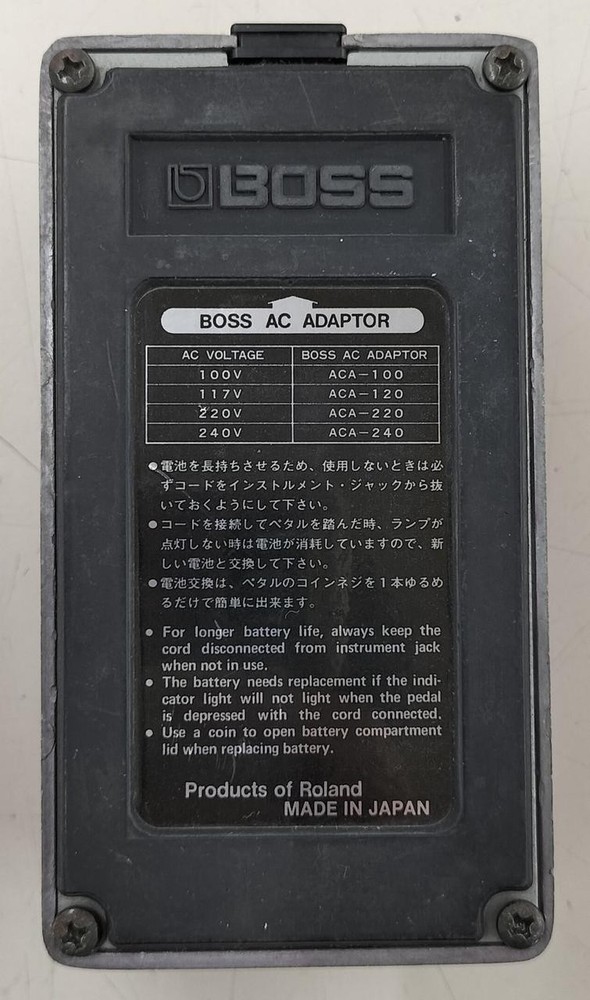 BOSS
BOSS AC ADAPTOR
AC VOLTAGE BOSS AC ADAPTOR
100V ACA-100
117V ACA-120
220V ACA-220
240V ACA-240
●電池を長持ちさせるため、使用しないときは必
ずコードをインストルメント・ジャックから抜
いておくようにして下さい。
●コードを接続してペタルを踏んだ時、ランプが
点灯しない時は電池が消耗していますので、新
しい電池と交換して下さい。
●電池交換は、ペタルのコインネジを1本ゆるめ
るだけで簡単に出来ます。
● For longer battery life, always keep the
cord disconnected from instrument jack
when not in use.
● The battery needs replacement if the indi-
cator light will not light when the pedal
is depressed with the cord connected.
● Use a coin to open battery compartment
lid when replacing battery.
Products of Roland
MADE IN JAPAN